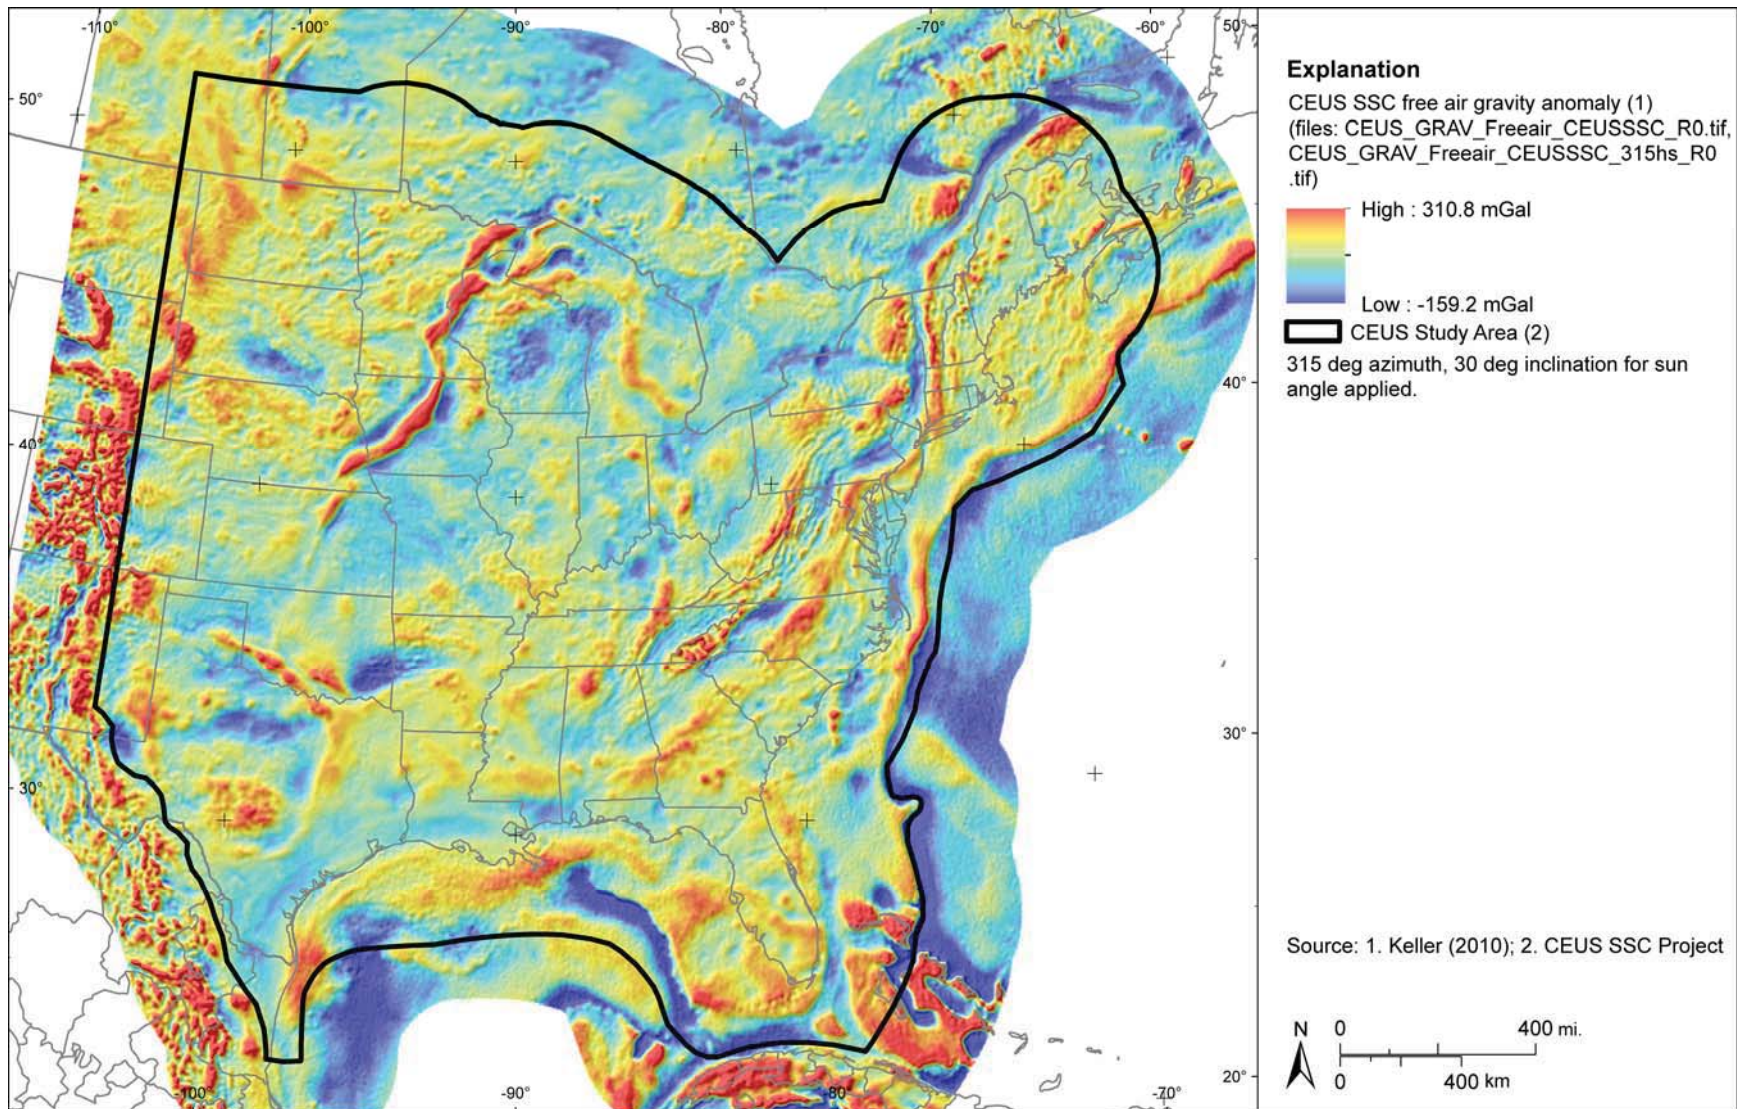 -110°
-100°
-90°
-80°
-70°
-60°
50°
50°
40°
40°
30°
30°
20°
-100°
-90°
-80°
-70°
Explanation
CEUS SSC free air gravity anomaly (1)
(files: CEUS_GRAV_Freeair_CEUSSSC_R0.tif,
CEUS_GRAV_Freeair_CEUSSSC_315hs_R0
.tif)
High : 310.8 mGal
Low : -159.2 mGal
CEUS Study Area (2)
315 deg azimuth, 30 deg inclination for sun
angle applied.
Source: 1. Keller (2010); 2. CEUS SSC Project
N
0 400 mi.
0 400 km